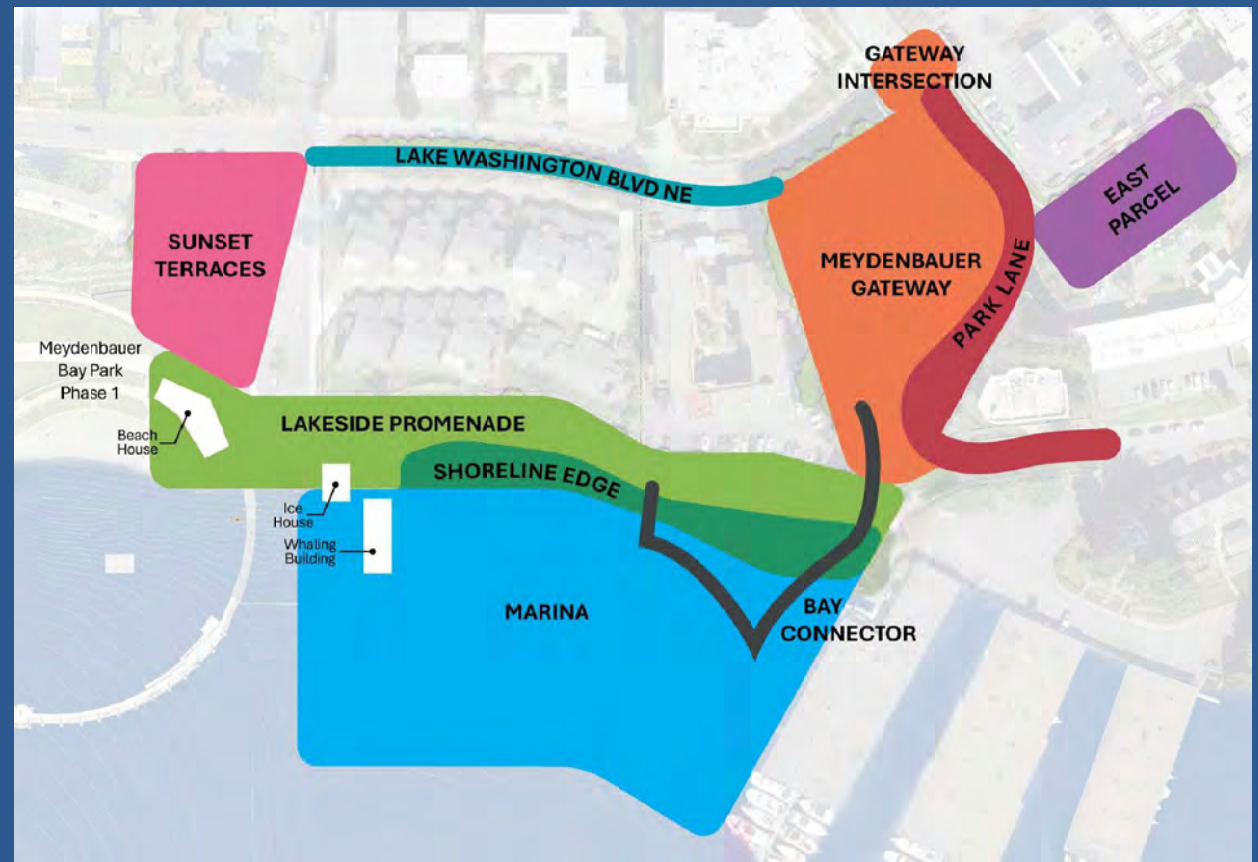 GATEWAY
INTERSECTION
LAKE WASHINGTON BLVD NE
EAST
PARCEL
SUNSET
TERRACES
MEYDENBAUER
GATEWAY
PARK LANE
Meydenbauer
Bay Park
Phase 1
Beach
House
LAKESIDE PROMENADE
SHORELINE EDGE
Ice
House
Whaling
Building
MARINA
BAY
CONNECTOR